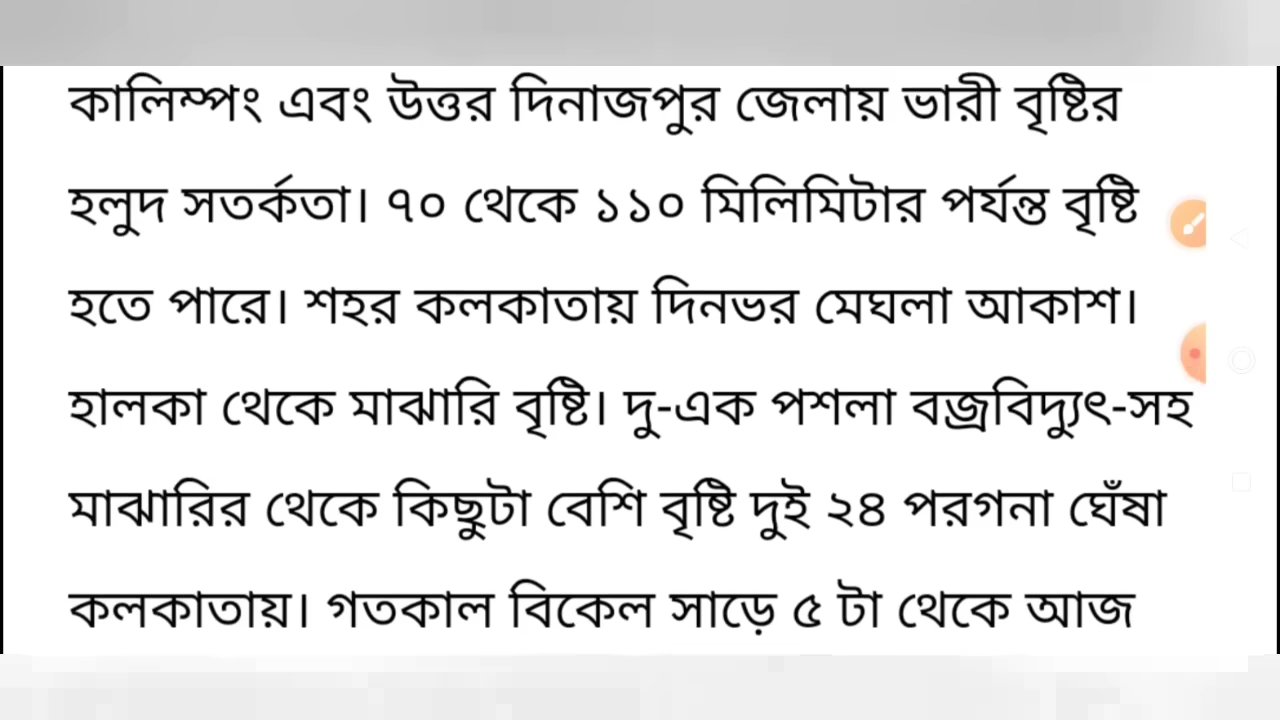 কালিম্পং এবং উত্তর দিনাজপুর জেলায় ভারী বৃষ্টির
হলুদ সতর্কতা। ৭০ থেকে ১১০ মিলিমিটার পর্যন্ত বৃষ্টি
হতে পারে। শহর কলকাতায় দিনভর মেঘলা আকাশ।
হালকা থেকে মাঝারি বৃষ্টি। দু-এক পশলা বজ্রবিদ্যুৎ-সহ
মাঝারির থেকে কিছুটা বেশি বৃষ্টি দুই ২৪ পরগনা ঘেঁষা
কলকাতায়। গতকাল বিকেল সাড়ে ৫ টা থেকে আজ